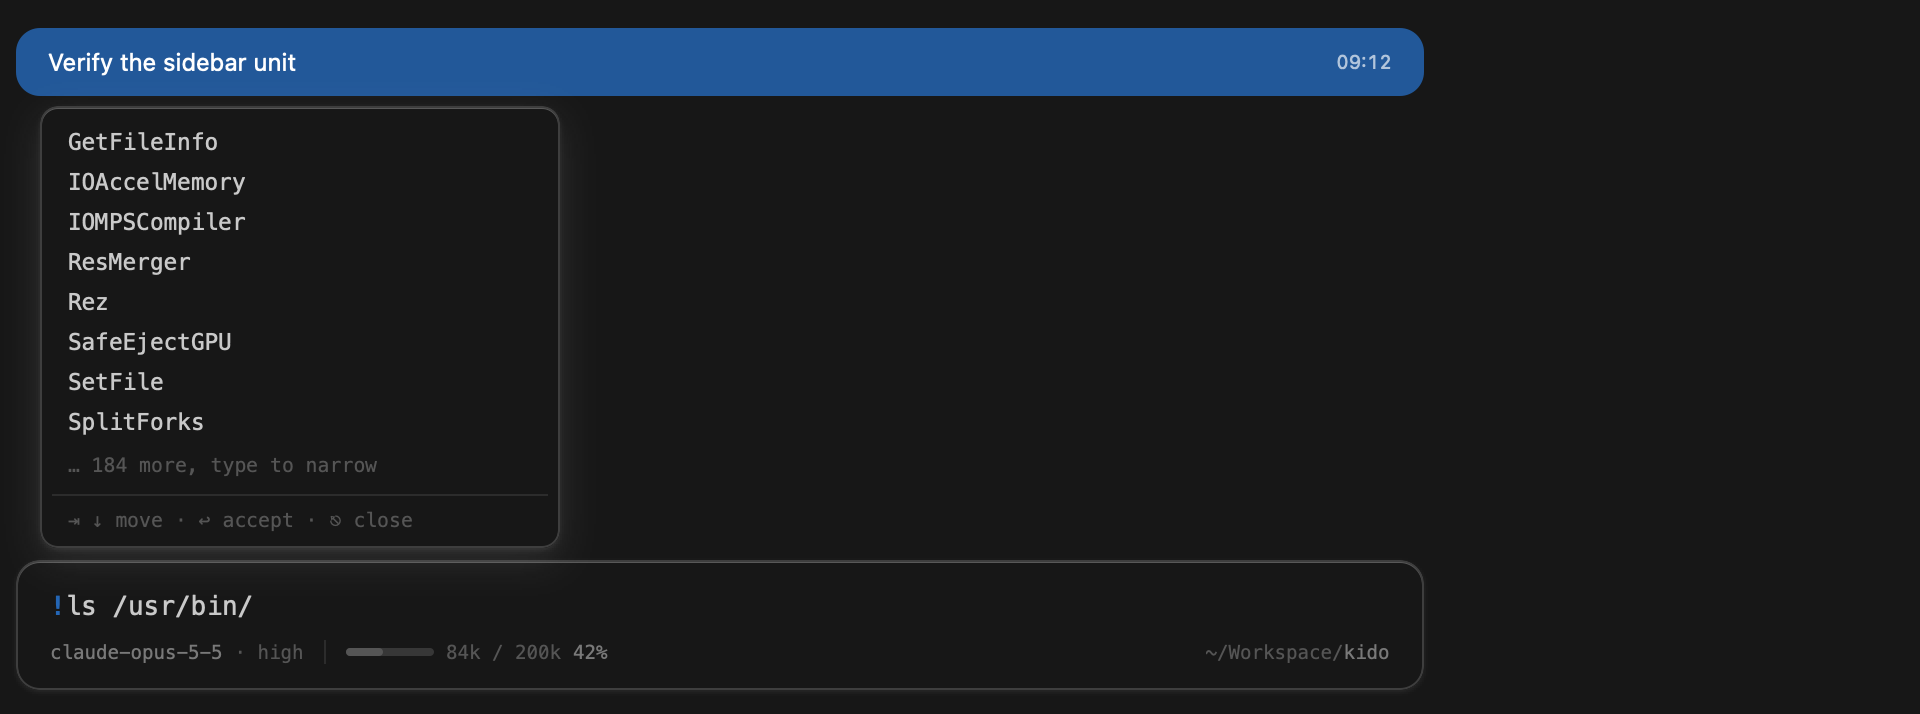 Verify the sidebar unit 09:12
GetFileInfo
IOAccelMemory
IOMPSCompiler
ResMerger
Rez
SafeEjectGPU
SetFile
SplitForks
… 184 more, type to narrow
⇥ ↓ move · ↩ accept · ⎋ close
!ls /usr/bin/
claude-opus-5-5 · high 84k / 200k 42% ~/Workspace/kido